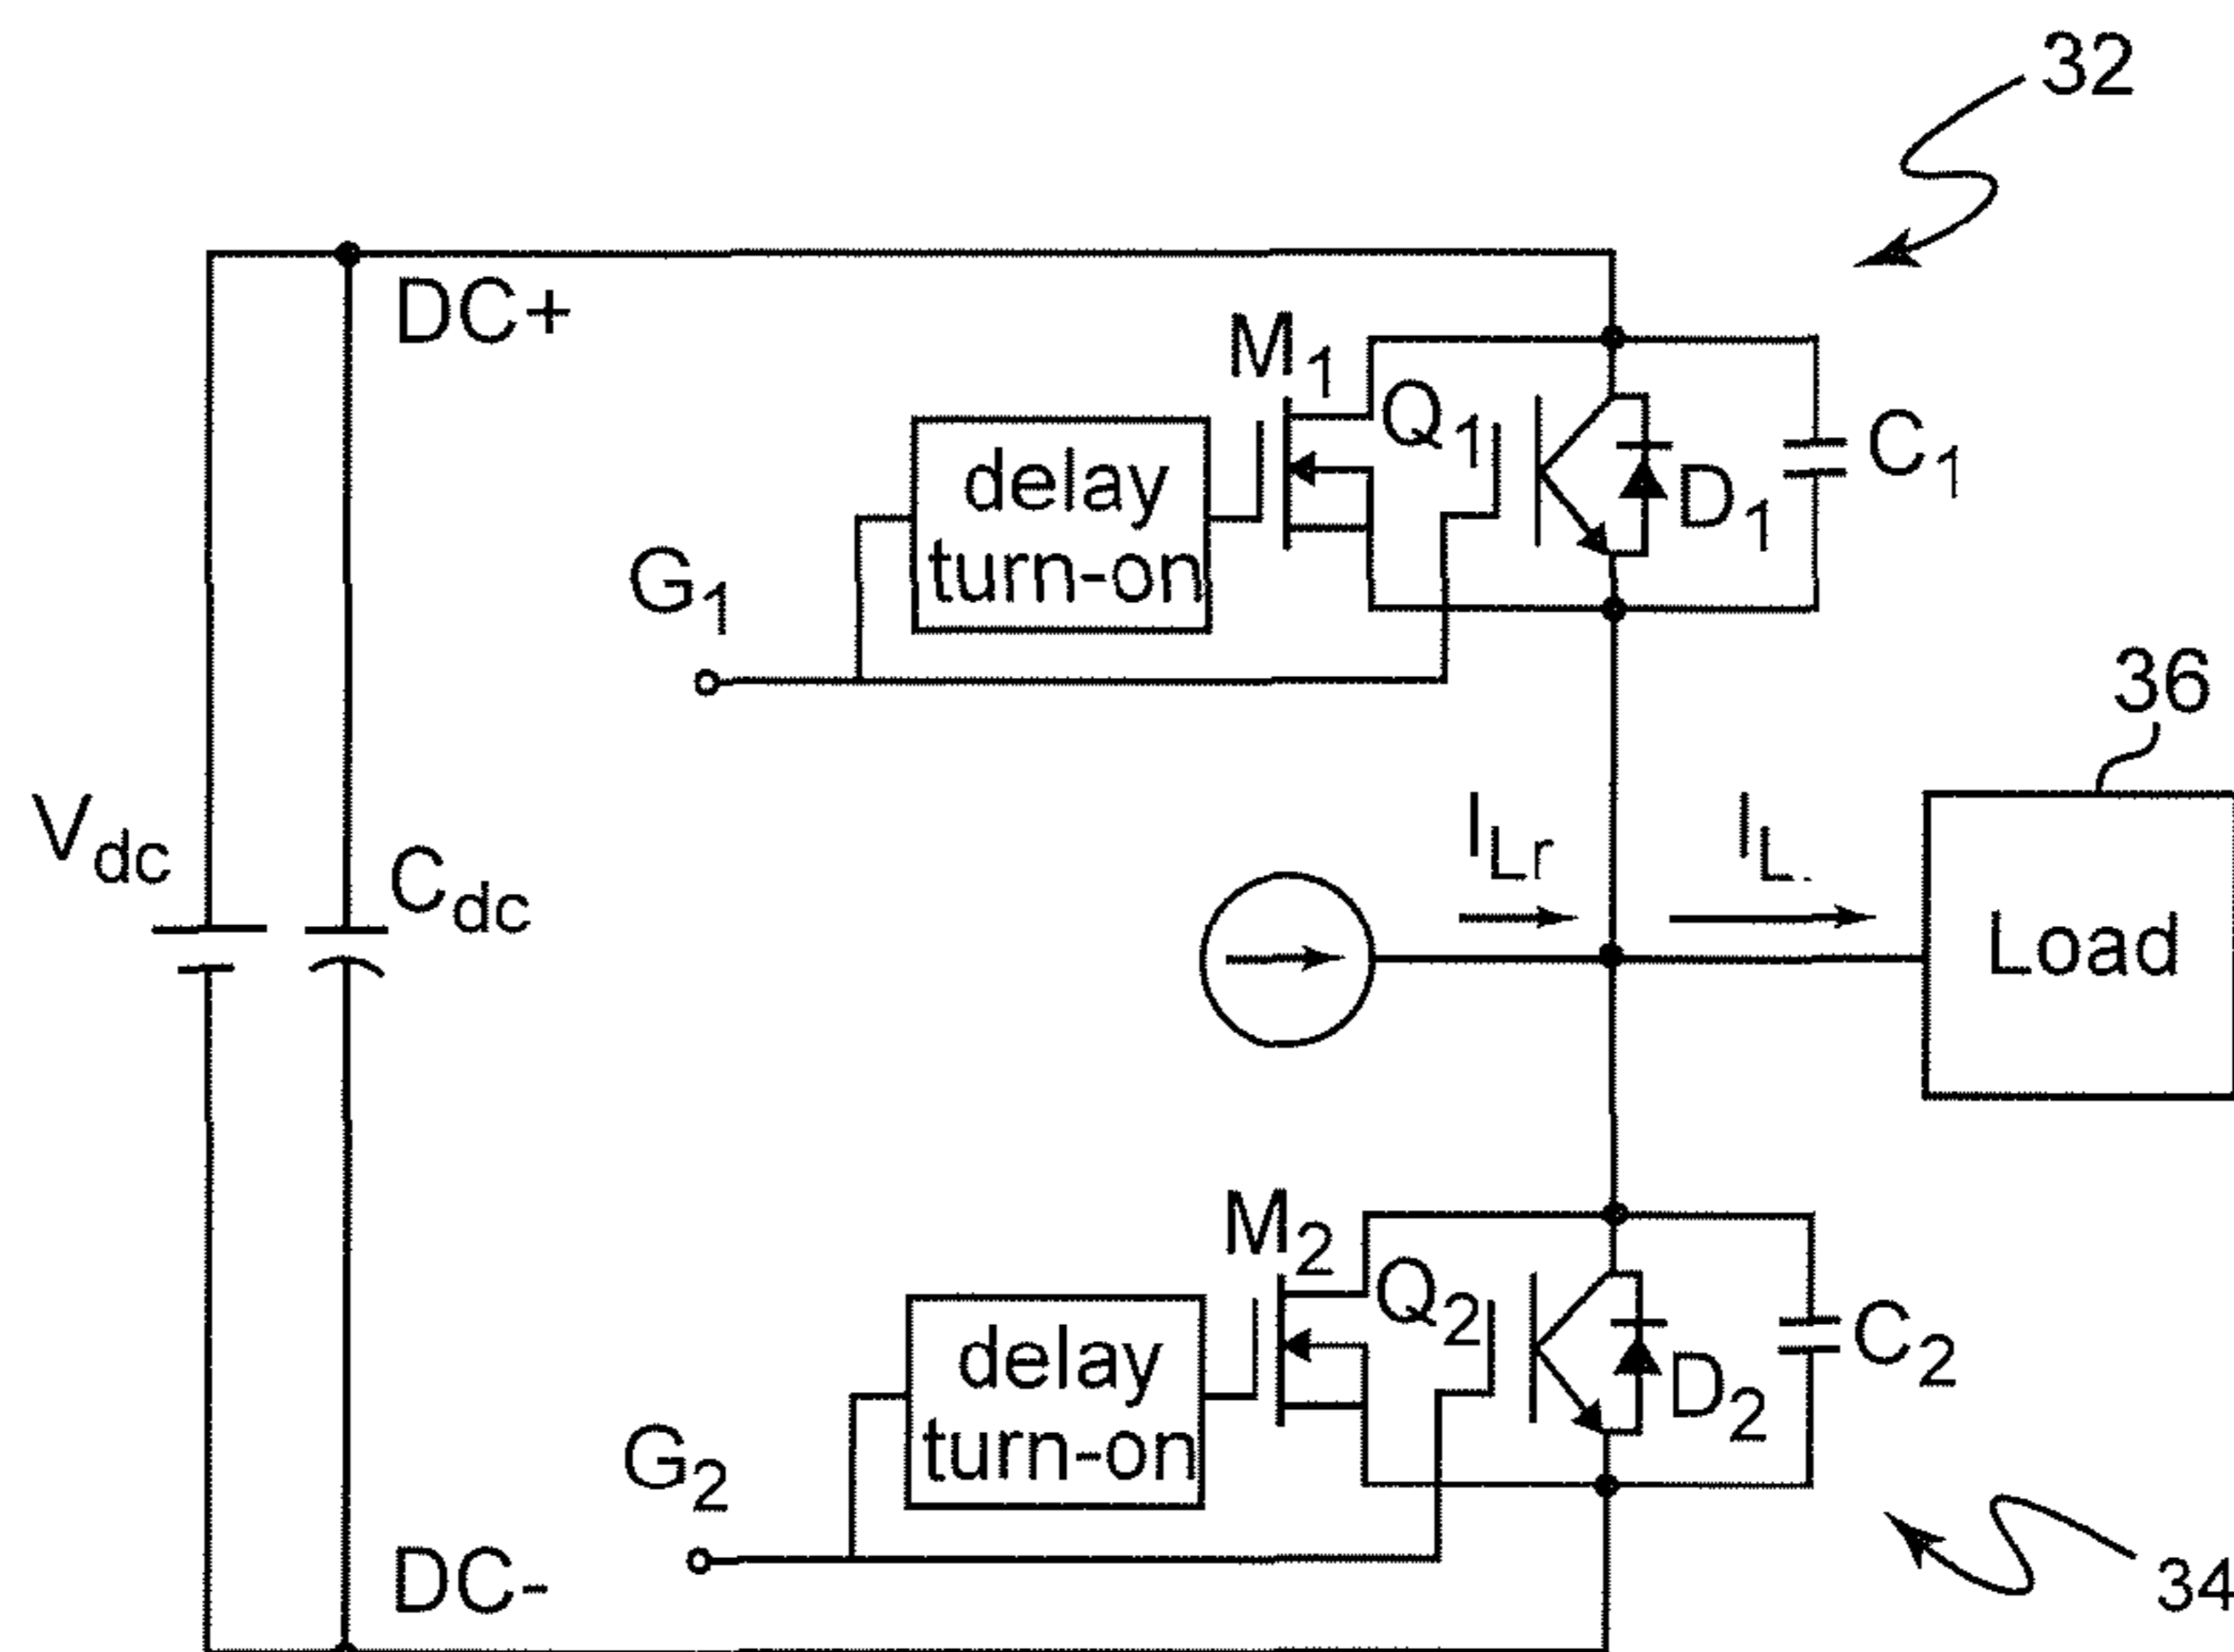 32
DC+
M1
Q1
D1
C1
delay
turn-on
G1
36
Vdc
Cdc
ILr
IL
Load
M2
Q2
D2
C2
delay
turn-on
G2
DC-
34